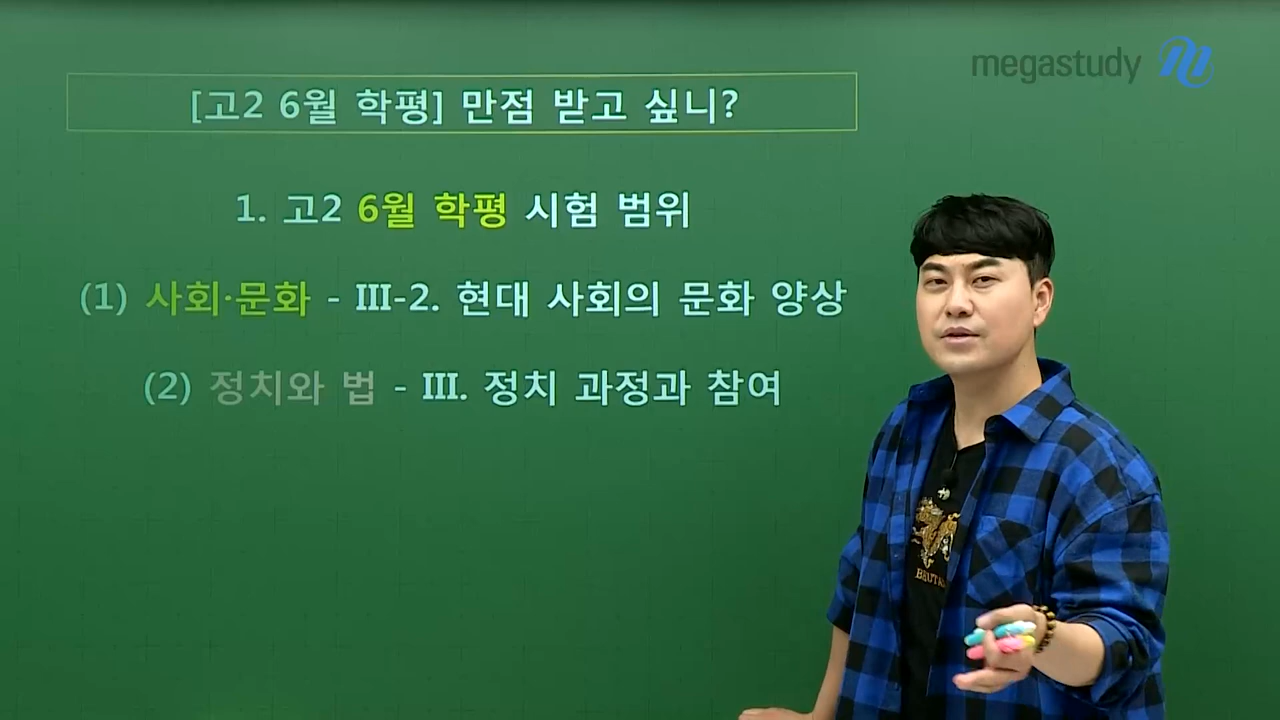 megastudy
[고2 6월 학평] 만점 받고 싶니?
1. 고2 6월 학평 시험 범위
(1) 사회·문화 - III-2. 현대 사회의 문화 양상
(2) 정치와 법 - III. 정치 과정과 참여